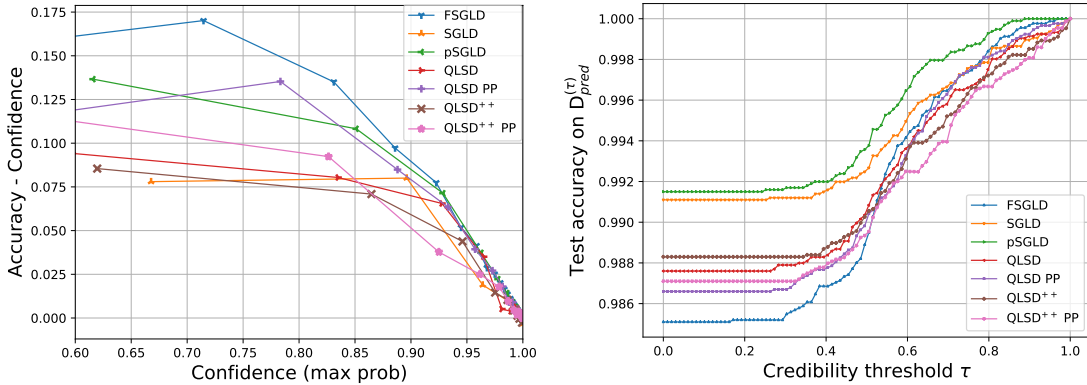 0.175
0.150
0.125
0.100
0.075
0.050
0.025
0.000
Accuracy - Confidence
0.60 0.65 0.70 0.75 0.80 0.85 0.90 0.95 1.00
Confidence (max prob)
FSGLD
SGLD
pSGLD
QLSD
QLSD PP
QLSD⁺⁺
QLSD⁺⁺ PP
1.000
0.998
0.996
0.994
0.992
0.990
0.988
0.986
Test accuracy on D_{pred}^{(τ)}
0.0 0.2 0.4 0.6 0.8 1.0
Credibility threshold τ
FSGLD
SGLD
pSGLD
QLSD
QLSD PP
QLSD⁺⁺
QLSD⁺⁺ PP